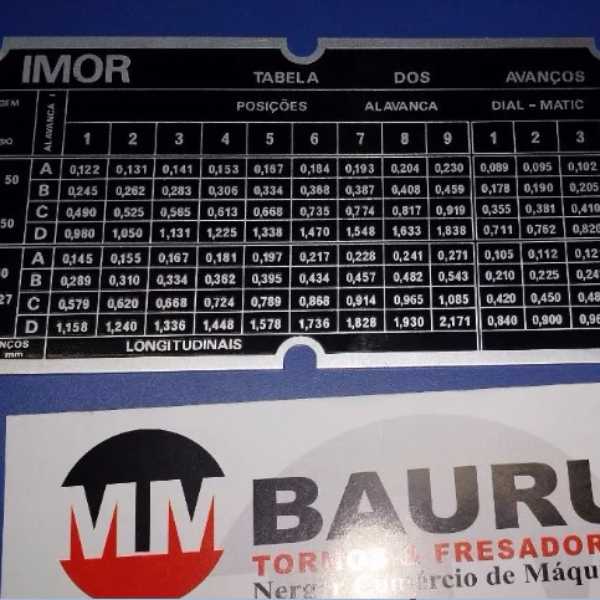 IMOR TABELA DOS AVANÇOS
GEM ALAVANCA I POSIÇÕES ALAVANCA DIAL - MATIC
1 2 3 4 5 6 7 8 9 1 2 3
50 A 0,122 0,131 0,141 0,153 0,167 0,184 0,193 0,204 0,230 0,089 0,095 0,102
B 0,245 0,262 0,283 0,306 0,334 0,368 0,387 0,408 0,459 0,178 0,190 0,205
50 C 0,490 0,525 0,565 0,613 0,668 0,735 0,774 0,817 0,919 0,355 0,381 0,410
D 0,980 1,050 1,131 1,225 1,338 1,470 1,548 1,633 1,838 0,711 0,762 0,820
A 0,145 0,155 0,167 0,181 0,197 0,217 0,228 0,241 0,271 0,105 0,112 0,12
B 0,289 0,310 0,334 0,362 0,395 0,434 0,457 0,482 0,543 0,210 0,225 0,24
27 C 0,579 0,620 0,668 0,724 0,789 0,868 0,914 0,965 1,085 0,420 0,450 0,48
D 1,158 1,240 1,336 1,448 1,578 1,736 1,828 1,930 2,171 0,840 0,900 0,96
NÇOS mm LONGITUDINAIS
MTM BAURU
TORNOS & FRESADOR
Comércio de Máqu